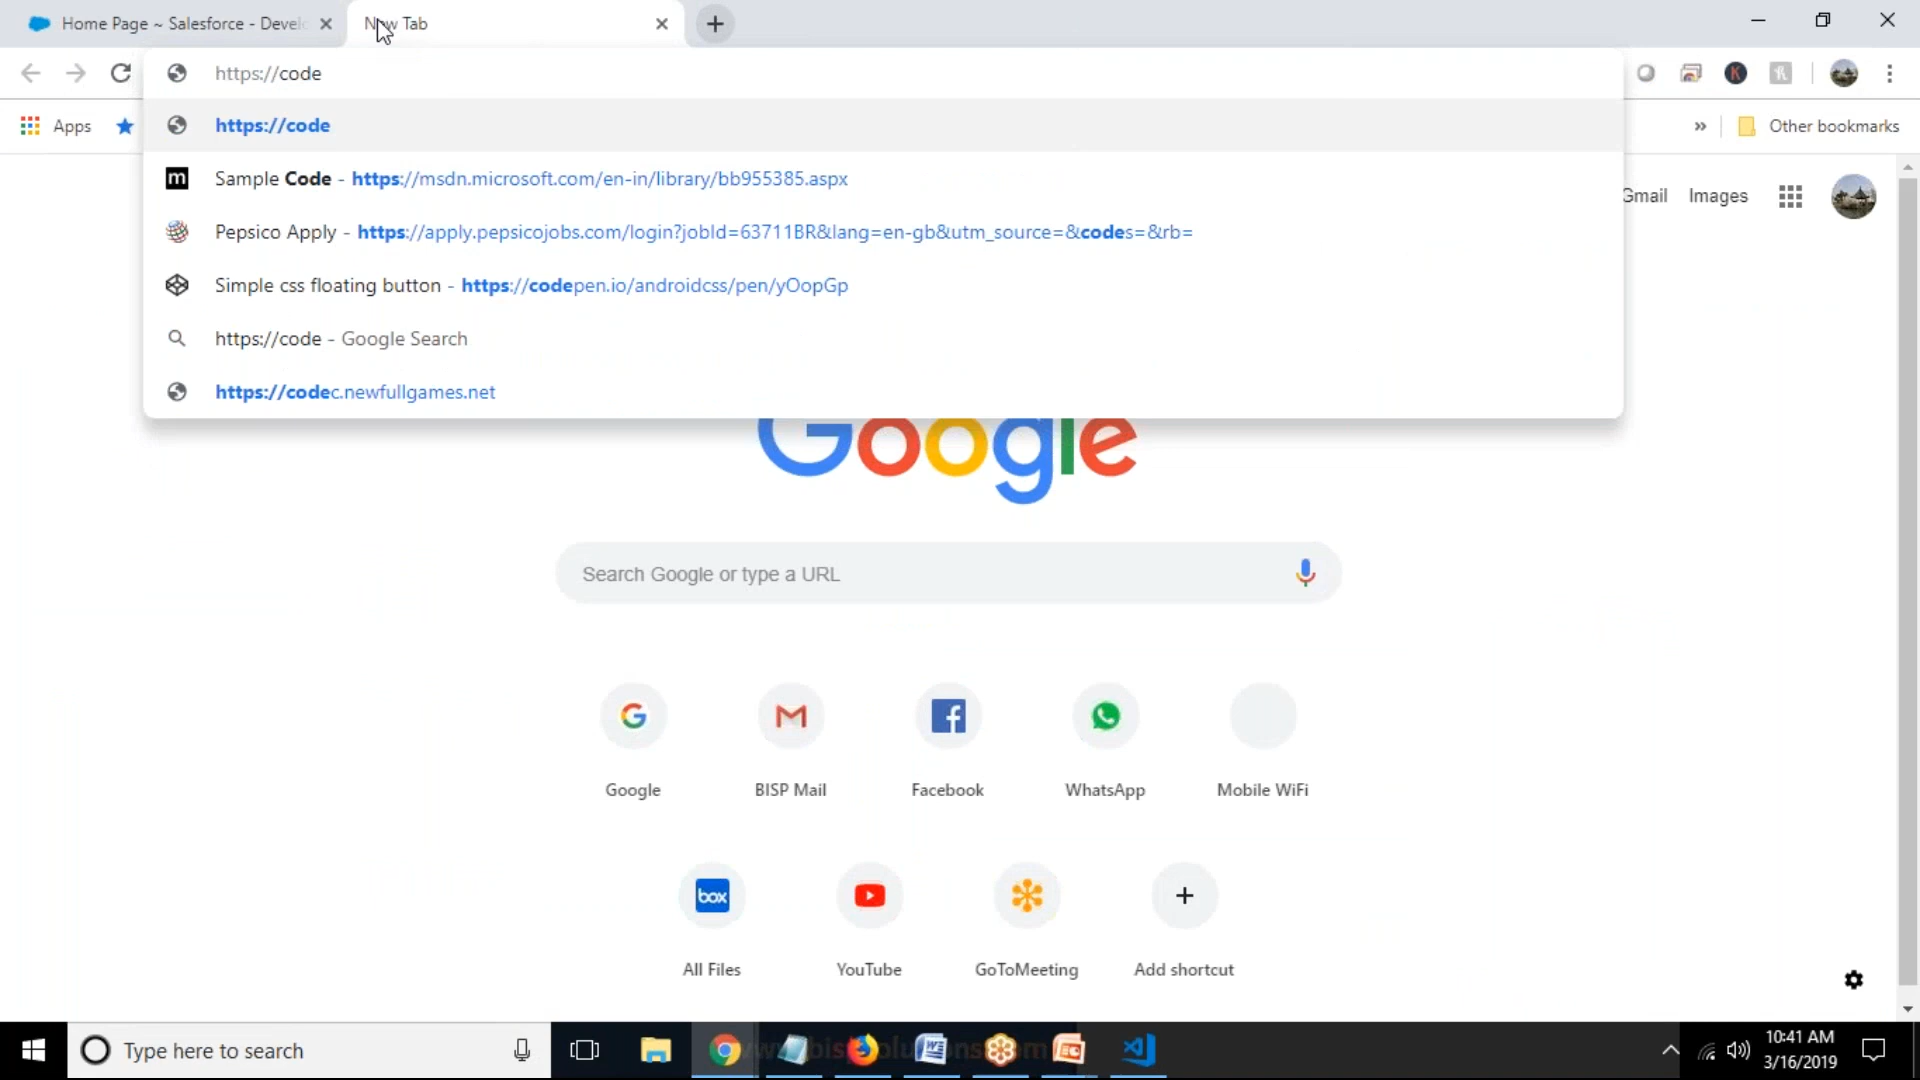 Home Page ~ Salesforce - Devel
New Tab
https://code
Apps
https://code
Other bookmarks
Sample Code - https://msdn.microsoft.com/en-in/library/bb955385.aspx
Gmail
Images
Pepsico Apply - https://apply.pepsicojobs.com/login?jobId=63711BR&lang=en-gb&utm_source=&codes=&rb=
Simple css floating button - https://codepen.io/androidcss/pen/yOopGp
https://code - Google Search
https://codec.newfullgames.net
Google
Search Google or type a URL
Google
BISP Mail
Facebook
WhatsApp
Mobile WiFi
box
All Files
YouTube
GoToMeeting
Add shortcut
Type here to search
10:41 AM
3/16/2019